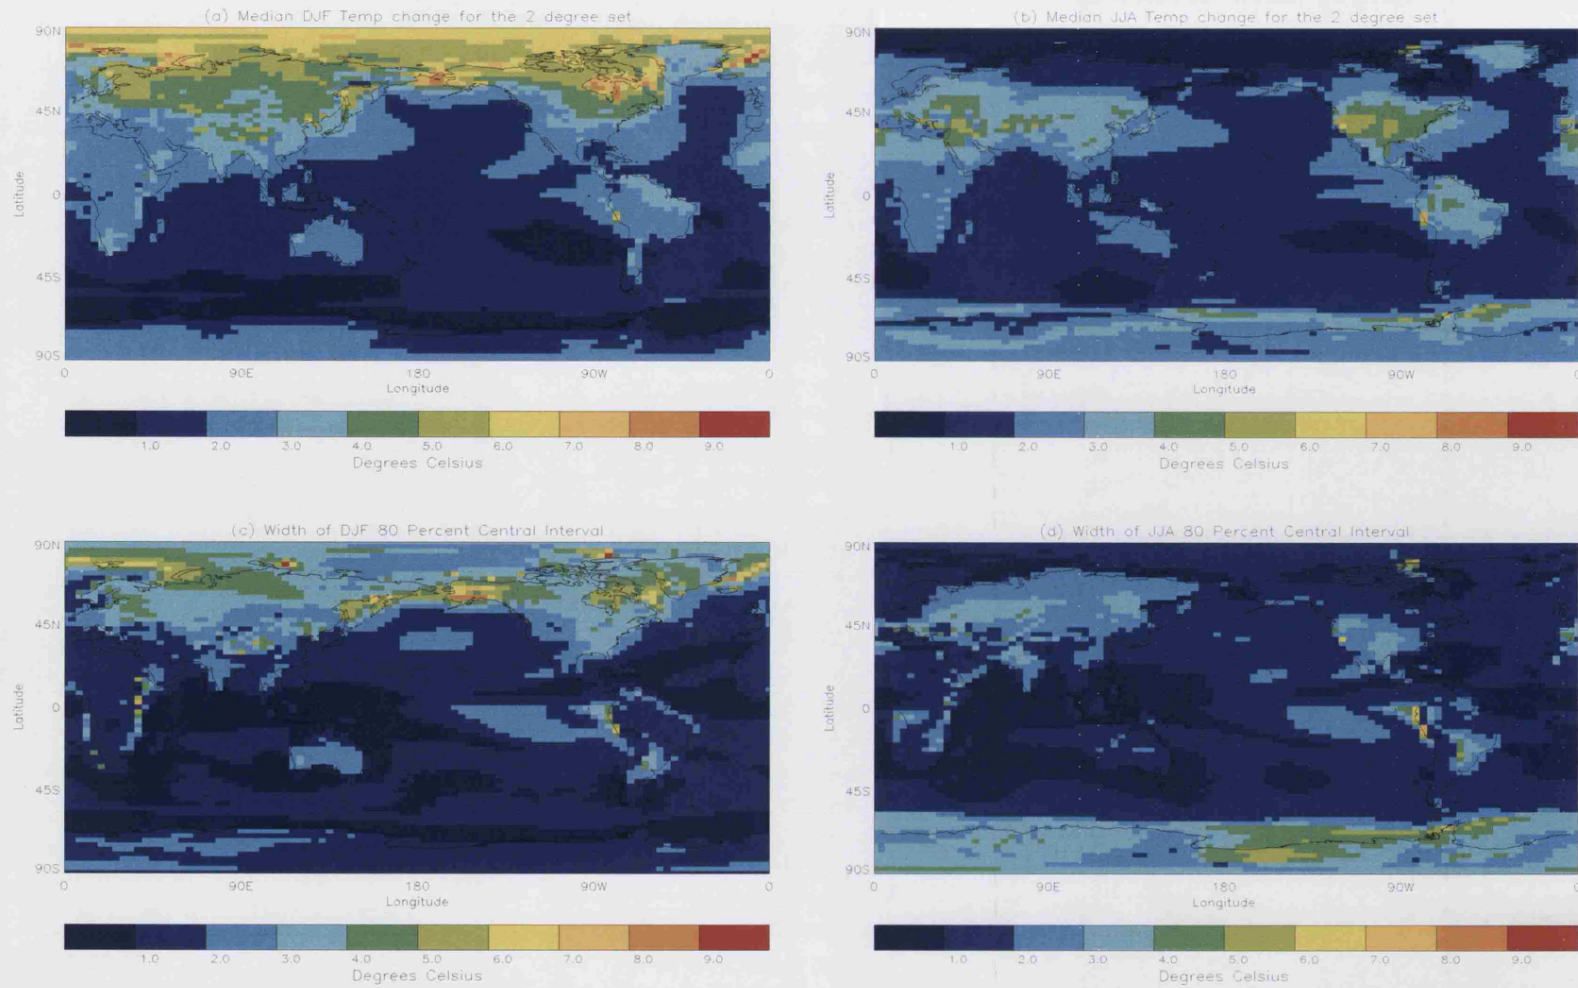 (a) Median DJF Temp change for the 2 degree set
90N
45N
0
45S
90S
Latitude
0 90E 180 90W 0
Longitude
1.0 2.0 3.0 4.0 5.0 6.0 7.0 8.0 9.0
Degrees Celsius
(b) Median JJA Temp change for the 2 degree set
90N
45N
0
45S
90S
Latitude
0 90E 180 90W 0
Longitude
1.0 2.0 3.0 4.0 5.0 6.0 7.0 8.0 9.0
Degrees Celsius
(c) Width of DJF 80 Percent Central Interval
90N
45N
0
45S
90S
Latitude
0 90E 180 90W 0
Longitude
1.0 2.0 3.0 4.0 5.0 6.0 7.0 8.0 9.0
Degrees Celsius
(d) Width of JJA 80 Percent Central Interval
90N
45N
0
45S
90S
Latitude
0 90E 180 90W 0
Longitude
1.0 2.0 3.0 4.0 5.0 6.0 7.0 8.0 9.0
Degrees Celsius